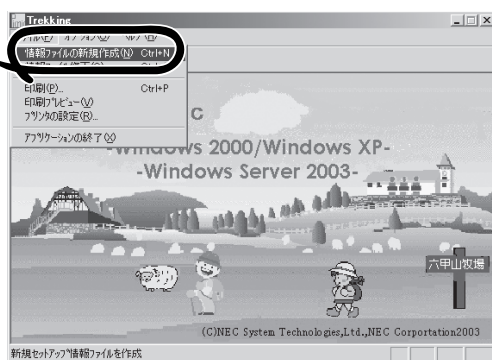 Trekking
情報ファイルの新規作成(N) Ctrl+N
印刷(P)... Ctrl+P
印刷プレビュー(V)
プリンタの設定(R)...
アプリケーションの終了(X)
C
-Windows 2000/Windows XP-
-Windows Server 2003-
六甲山牧場
(C)NEC System Technologies,Ltd.,NEC Gorportation2003
新規セットアップ情報ファイルを作成